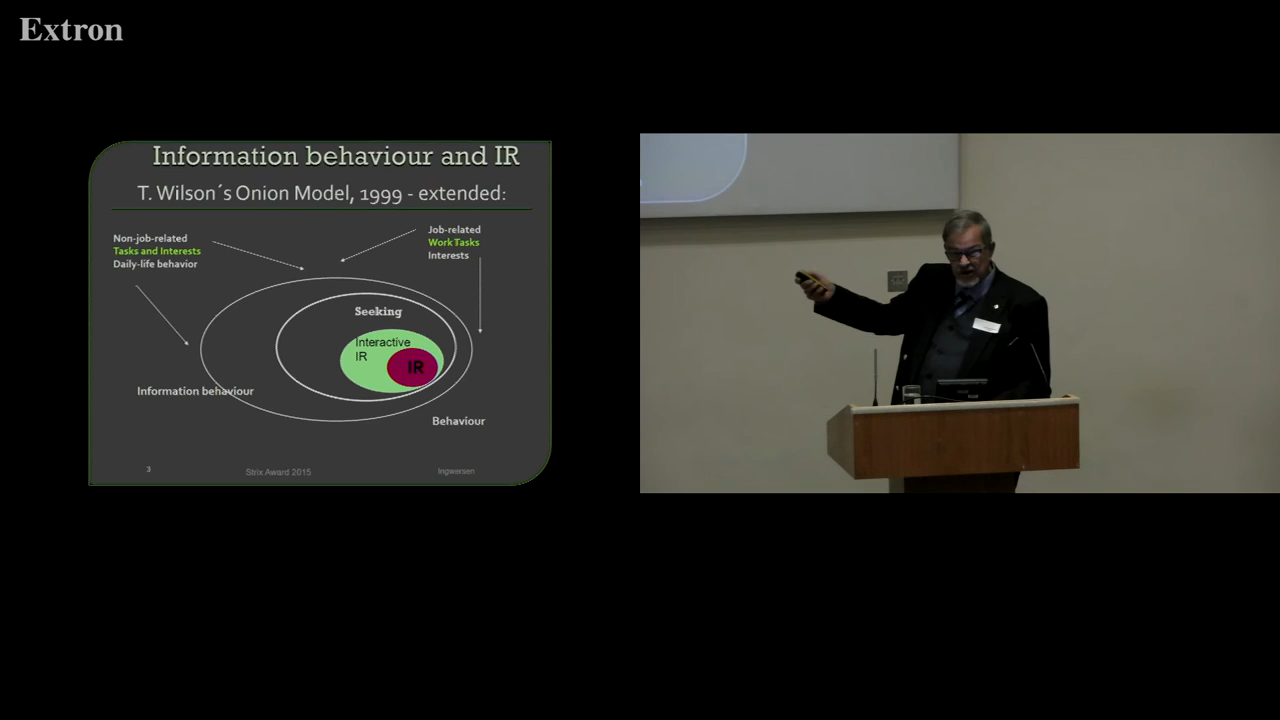 Extron
Information behaviour and IR
T. Wilson´s Onion Model, 1999 - extended:
Non-job-related
Tasks and Interests
Daily-life behavior
Job-related
Work Tasks
Interests
Seeking
Interactive
IR
IR
Information behaviour
Behaviour
3
Strix Award 2015
Ingwersen